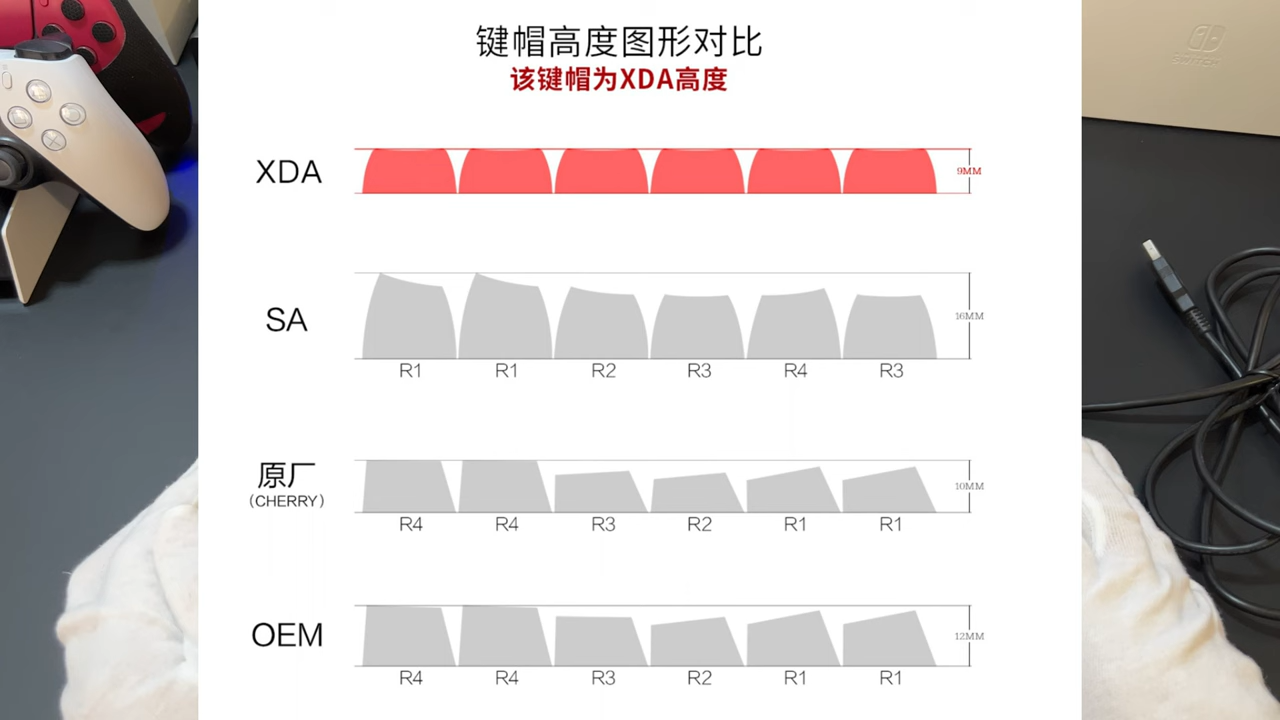 键帽高度图形对比
该键帽为XDA高度
XDA
9MM
SA
16MM
R1 R1 R2 R3 R4 R3
原厂
(CHERRY)
10MM
R4 R4 R3 R2 R1 R1
OEM
12MM
R4 R4 R3 R2 R1 R1
SWITCH